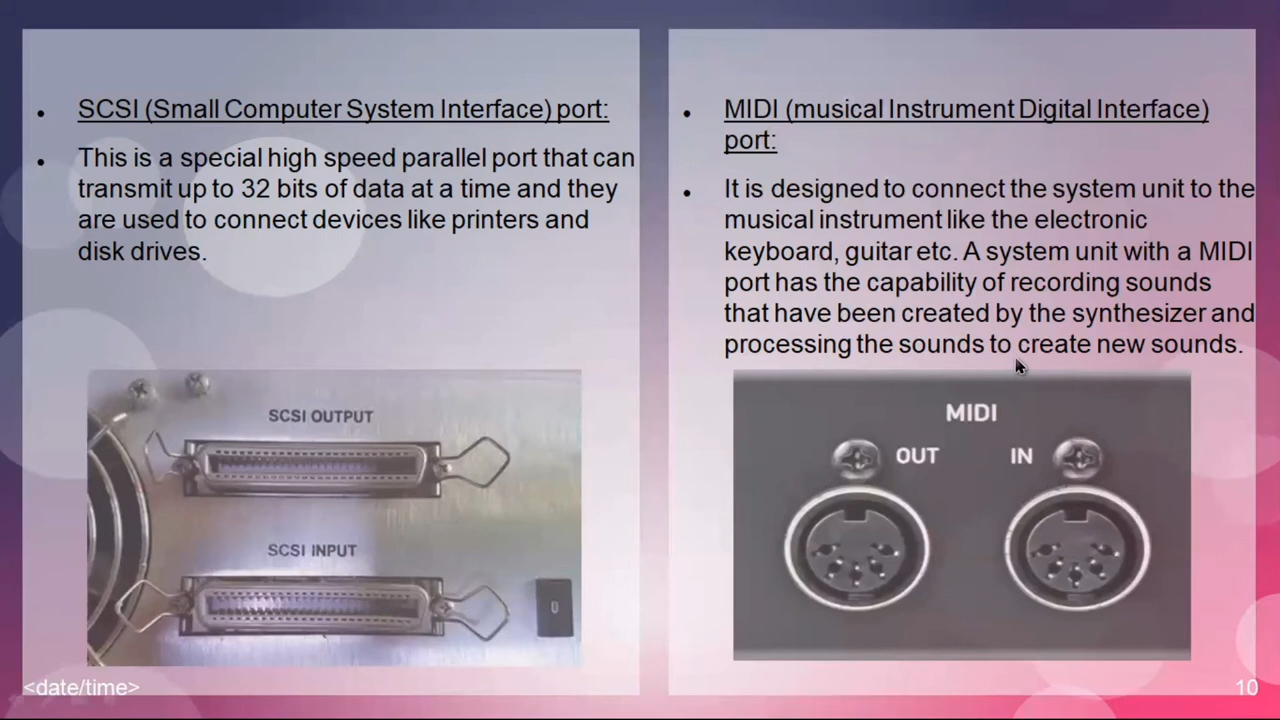 SCSI (Small Computer System Interface) port:
This is a special high speed parallel port that can
transmit up to 32 bits of data at a time and they
are used to connect devices like printers and
disk drives.
SCSI OUTPUT
SCSI INPUT
0
MIDI (musical Instrument Digital Interface)
port:
It is designed to connect the system unit to the
musical instrument like the electronic
keyboard, guitar etc. A system unit with a MIDI
port has the capability of recording sounds
that have been created by the synthesizer and
processing the sounds to create new sounds.
MIDI
OUT IN
<date/time>
10